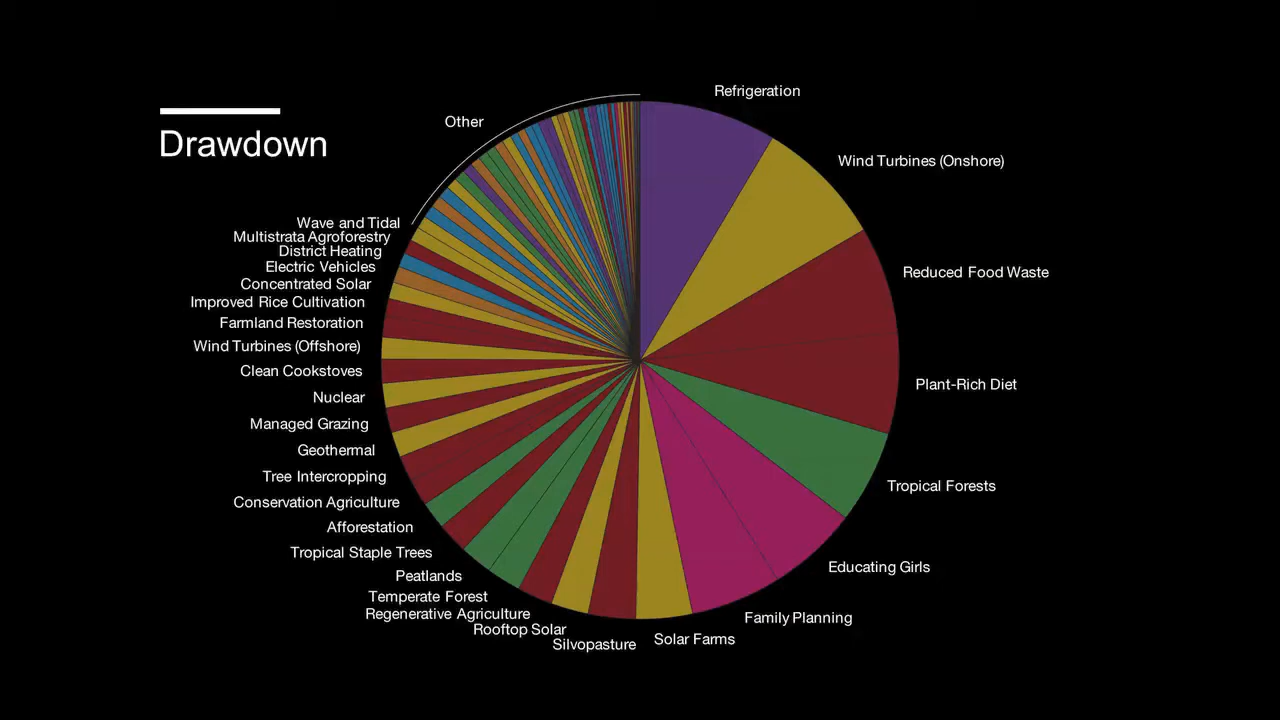 Drawdown
Refrigeration
Wind Turbines (Onshore)
Reduced Food Waste
Plant-Rich Diet
Tropical Forests
Educating Girls
Family Planning
Solar Farms
Silvopasture
Rooftop Solar
Regenerative Agriculture
Temperate Forest
Peatlands
Tropical Staple Trees
Afforestation
Conservation Agriculture
Tree Intercropping
Geothermal
Managed Grazing
Nuclear
Clean Cookstoves
Wind Turbines (Offshore)
Farmland Restoration
Improved Rice Cultivation
Concentrated Solar
Electric Vehicles
District Heating
Multistrata Agroforestry
Wave and Tidal
Other